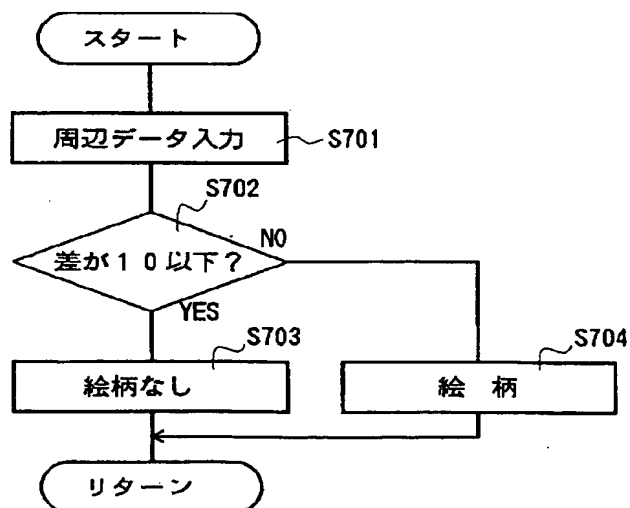 スタート
周辺データ入力
S701
S702
差が10以下?
NO
YES
S703
絵柄なし
S704
絵 柄
リターン